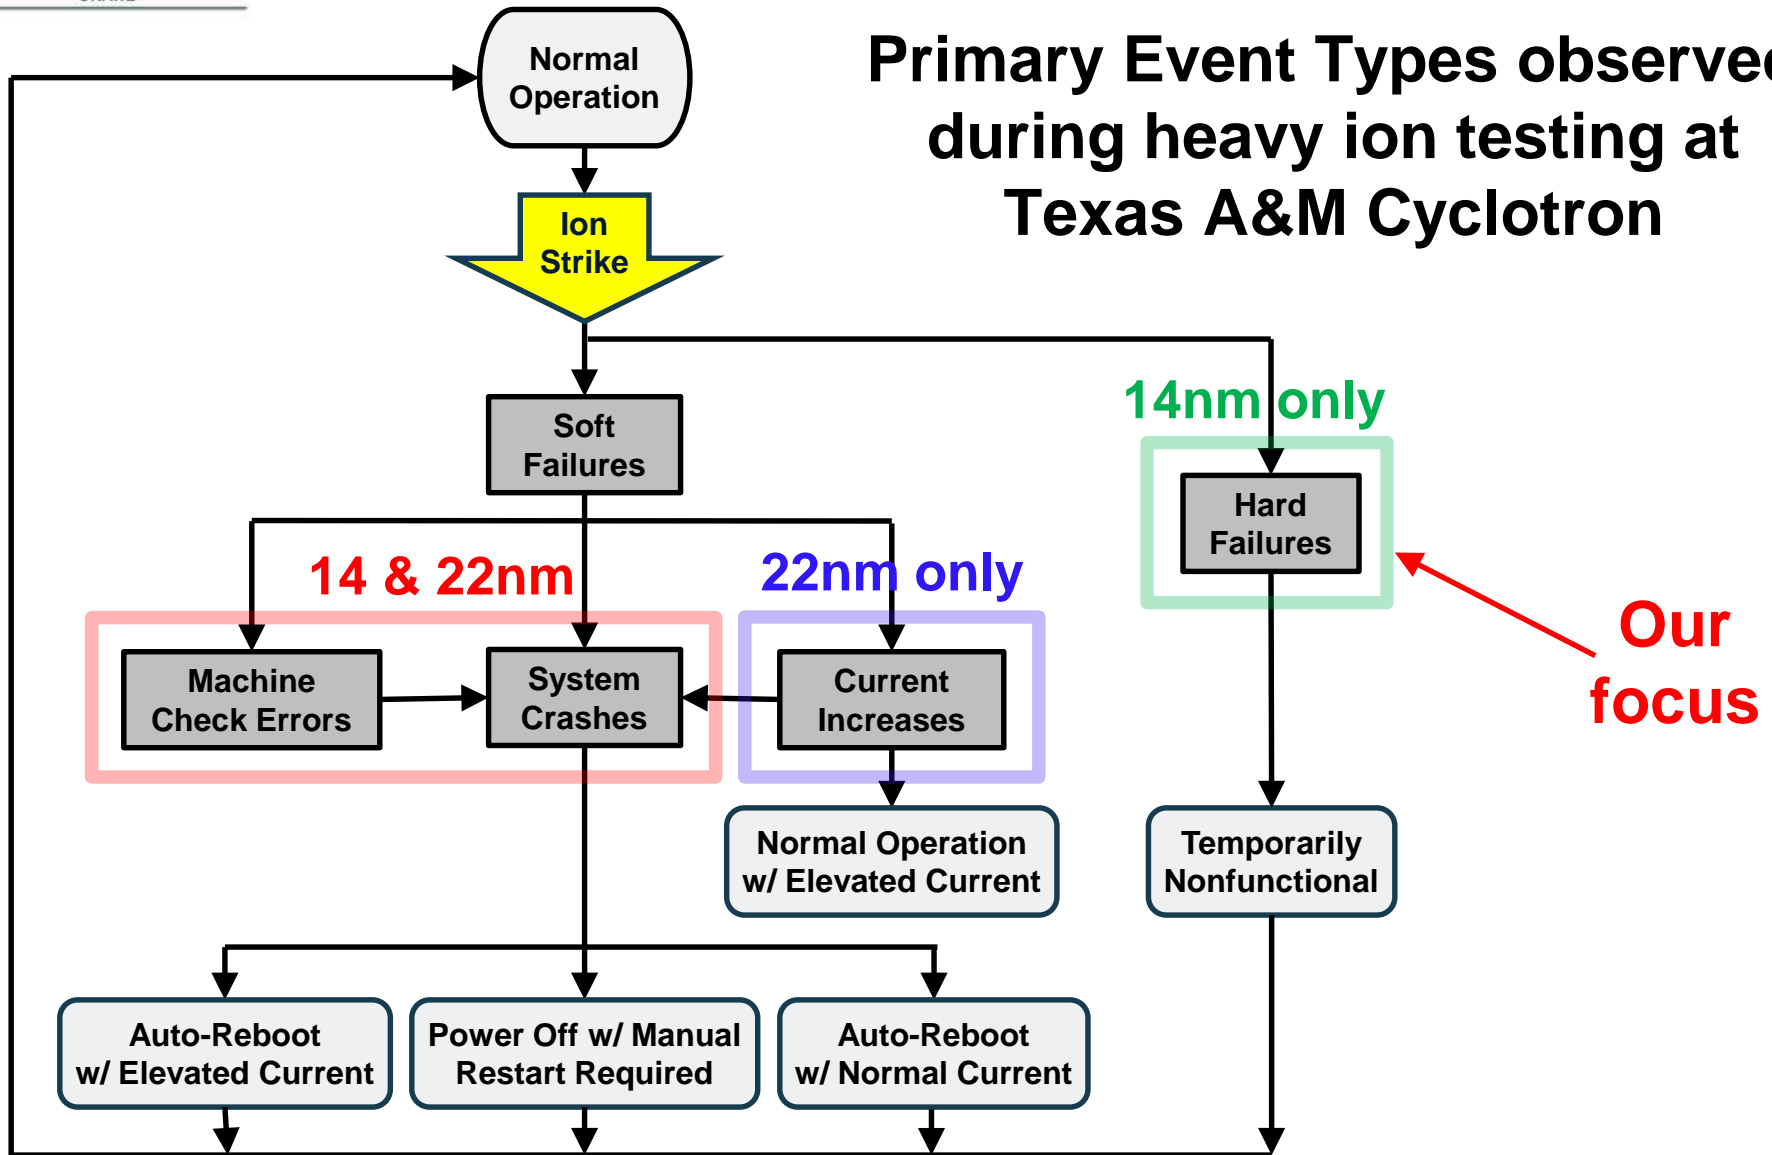 Primary Event Types observed
during heavy ion testing at
Texas A&M Cyclotron
Normal
Operation
Ion
Strike
Soft
Failures
14nm only
Hard
Failures
14 & 22nm
22nm only
Our
focus
Machine
Check Errors
System
Crashes
Current
Increases
Normal Operation
w/ Elevated Current
Temporarily
Nonfunctional
Auto-Reboot
w/ Elevated Current
Power Off w/ Manual
Restart Required
Auto-Reboot
w/ Normal Current